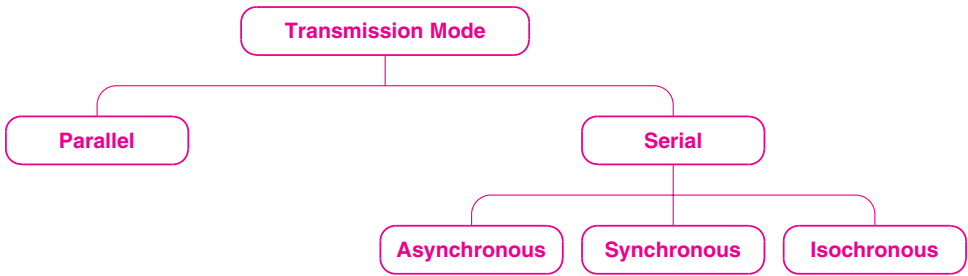 Transmission Mode
Parallel
Serial
Asynchronous
Synchronous
Isochronous